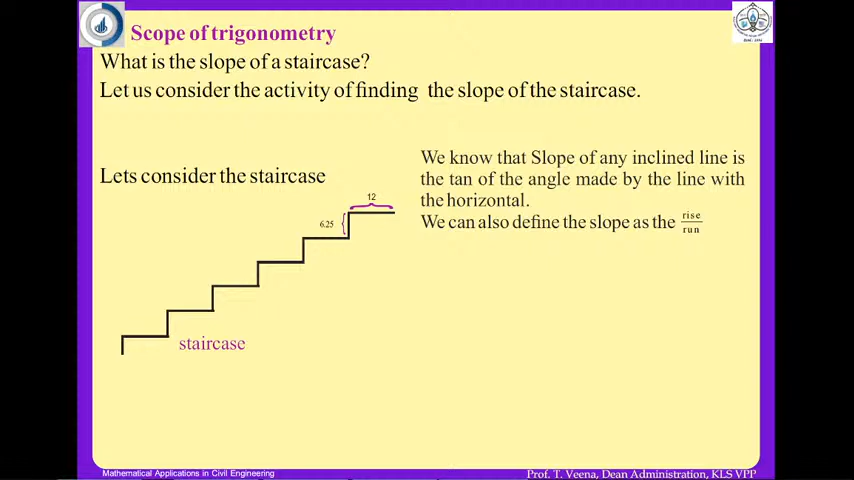 Scope of trigonometry
What is the slope of a staircase?
Let us consider the activity of finding the slope of the staircase.
Lets consider the staircase
We know that Slope of any inclined line is
the tan of the angle made by the line with
the horizontal.
We can also define the slope as the rise
run
12
6.25
staircase
Mathematical Applications in Civil Engineering
Prof. T. Veena, Dean Administration, KLS VPP